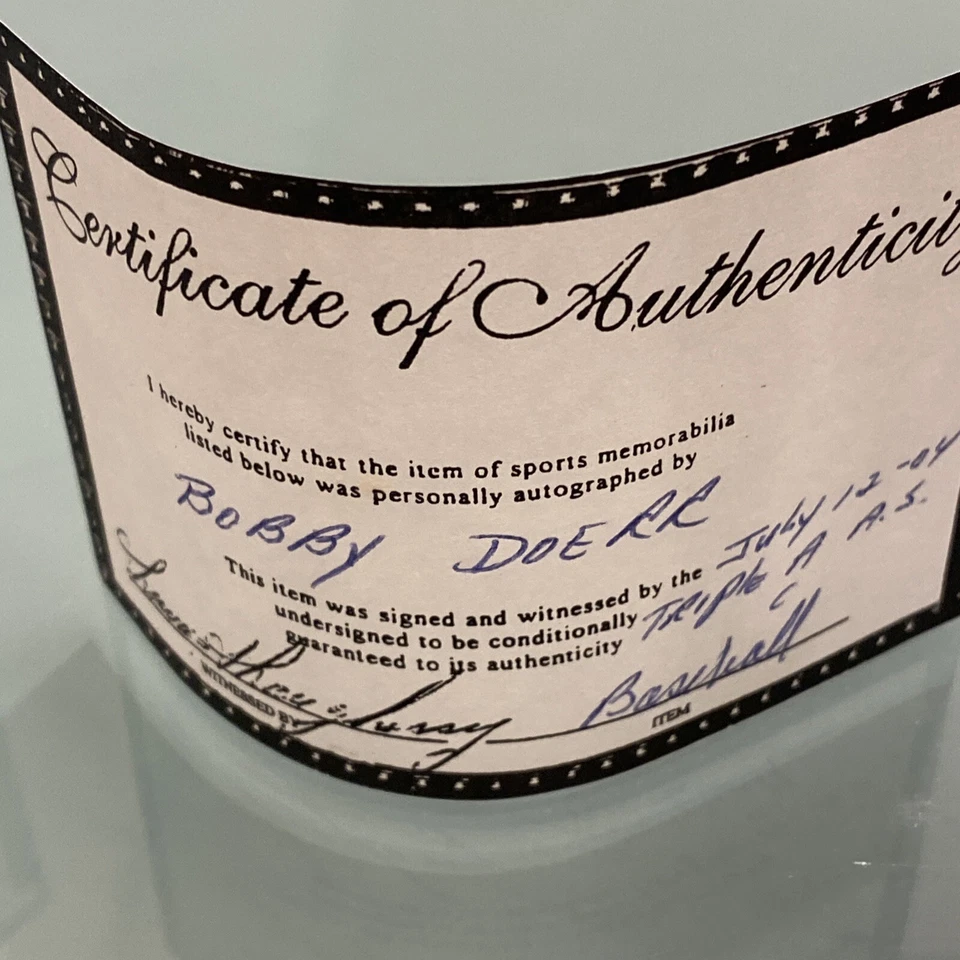 Certificate of Authenticity
I hereby certify that the item of sports memorabilia
listed below was personally autographed by
BOBBY DOERR
July 12-04
This item was signed and witnessed by the
TRIPLE A A.S.
undersigned to be conditionally
guaranteed to its authenticity
Baseball
WITNESSED BY
ITEM